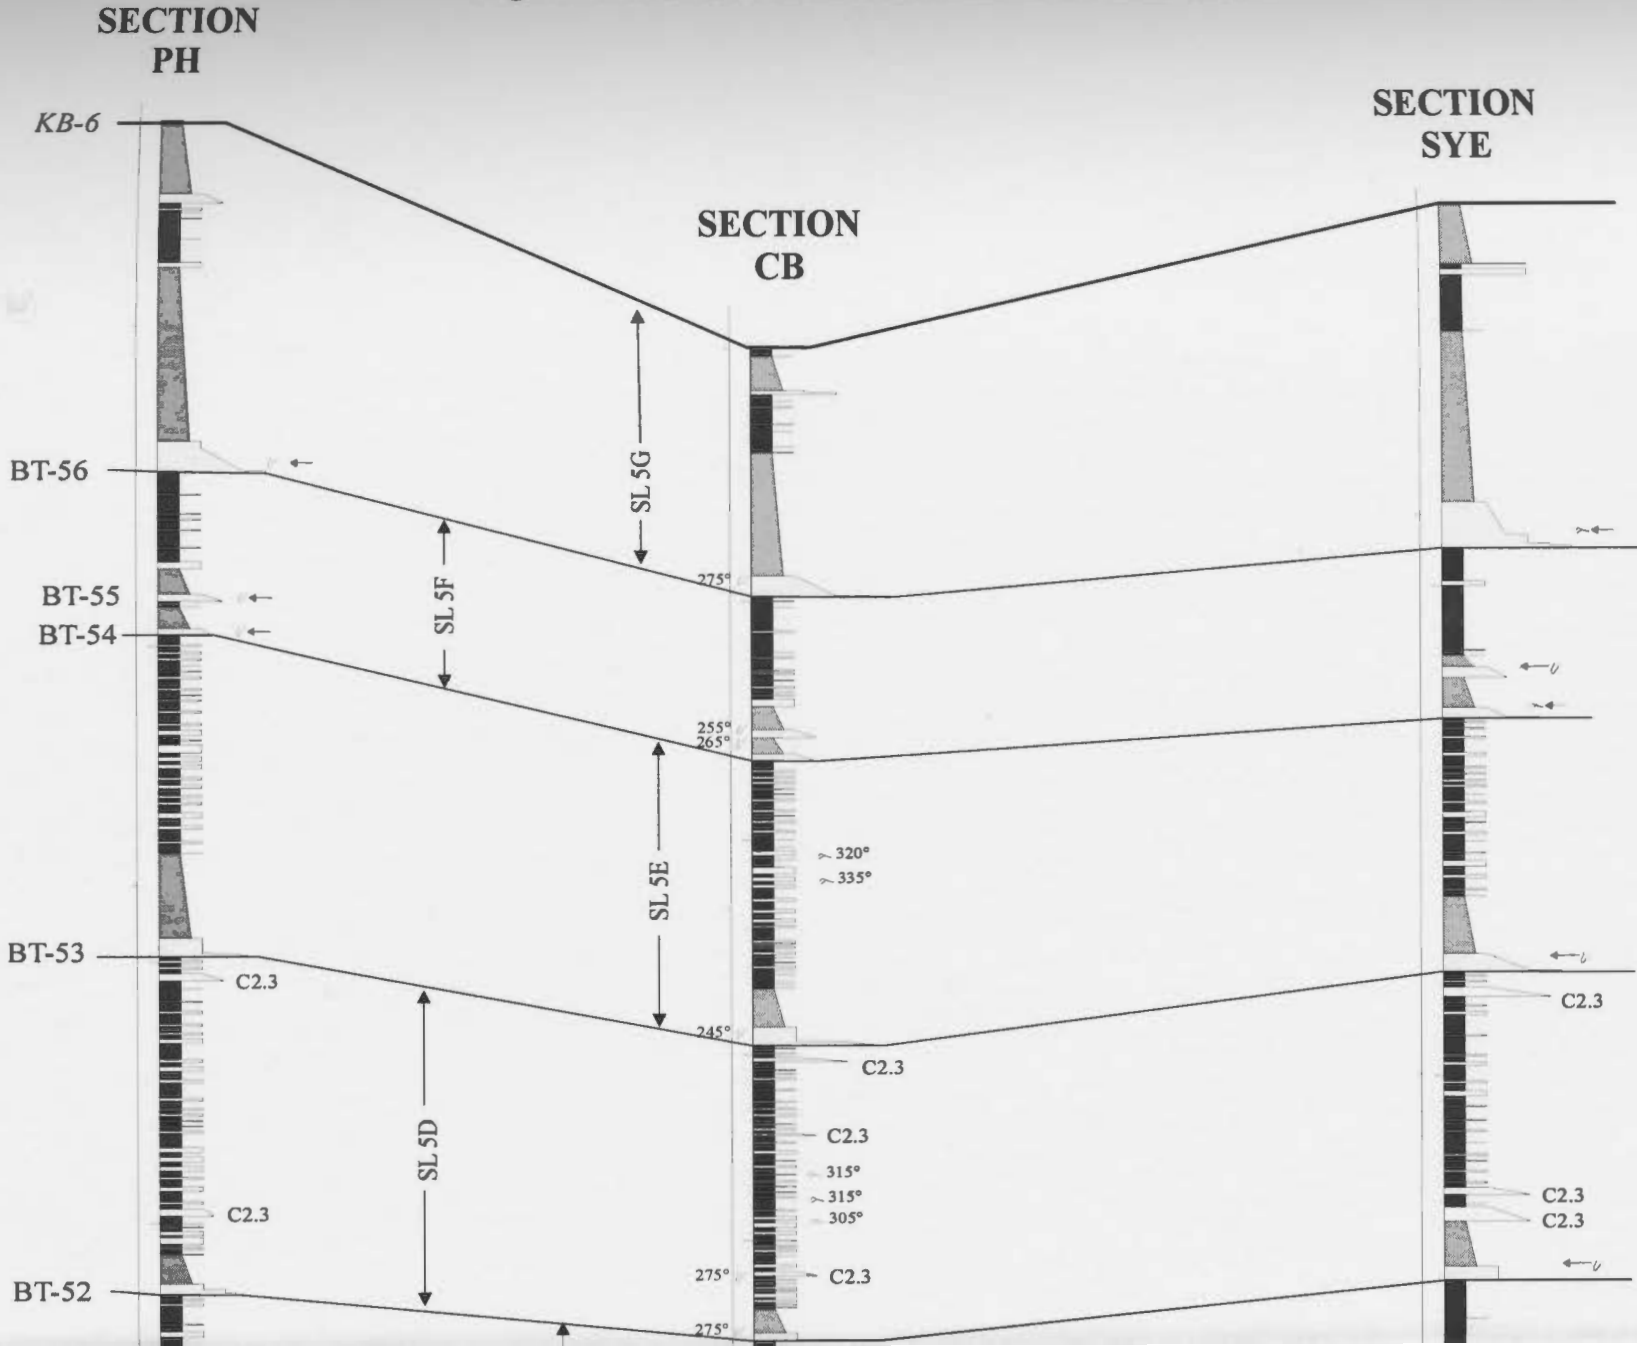 SECTION
PH
SECTION
SYE
KB-6
SECTION
CB
BT-56
SL 5G
275°
SL 5F
BT-55
BT-54
255°
265°
320°
335°
SL 5E
BT-53
C2.3
C2.3
245°
C2.3
C2.3
SL 5D
315°
315°
C2.3
C2.3
305°
C2.3
275°
C2.3
BT-52
275°